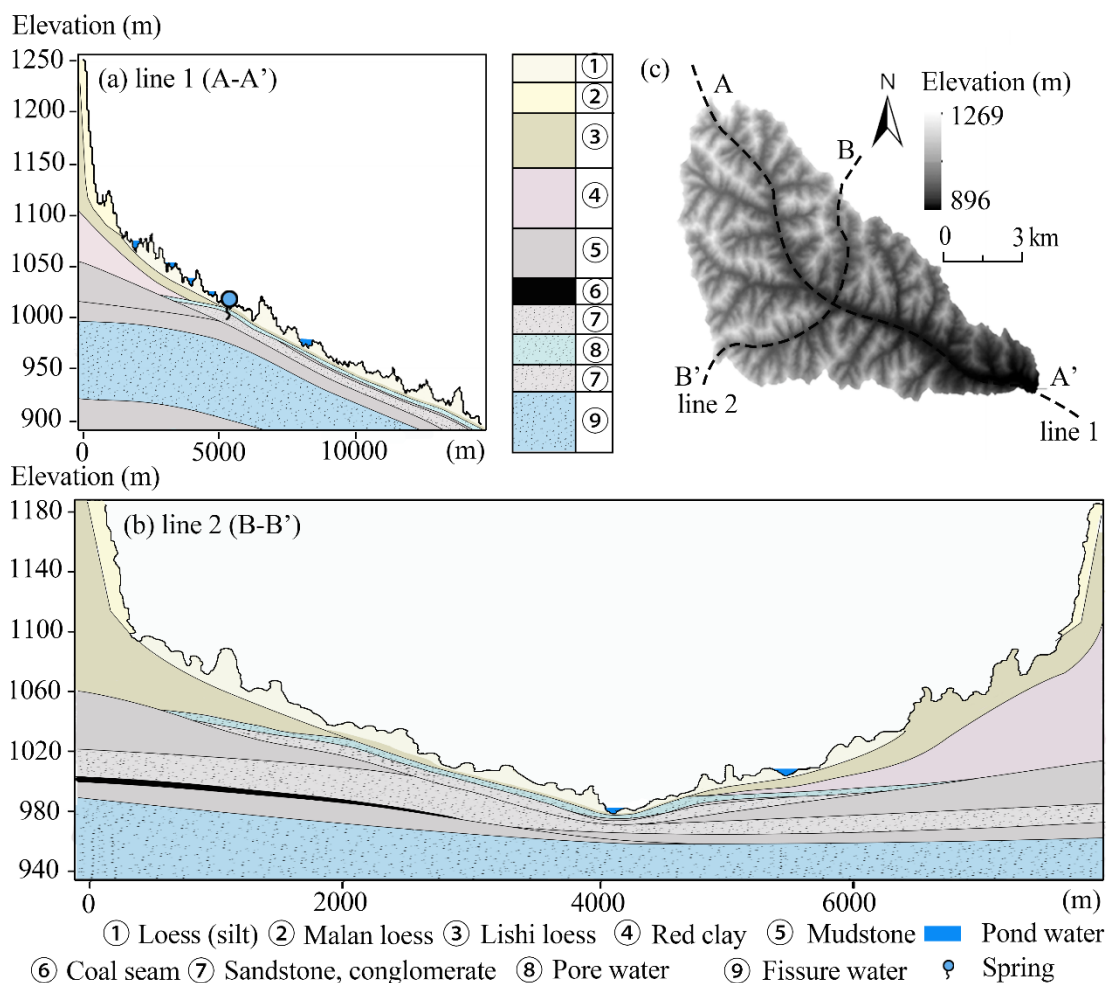 Elevation (m)
(a) line 1 (A-A’)
1250
1200
1150
1100
1050
1000
950
900
0 5000 10000 (m)
①
②
③
④
⑤
⑥
⑦
⑧
⑦
⑨
(c)
A
N
B
Elevation (m)
1269
896
0 3 km
B’
line 2
A’
line 1
Elevation (m)
(b) line 2 (B-B’)
1180
1140
1100
1060
1020
980
940
0 2000 4000 6000 (m)
① Loess (silt) ② Malan loess ③ Lishi loess ④ Red clay ⑤ Mudstone Pond water
⑥ Coal seam ⑦ Sandstone, conglomerate ⑧ Pore water ⑨ Fissure water Spring